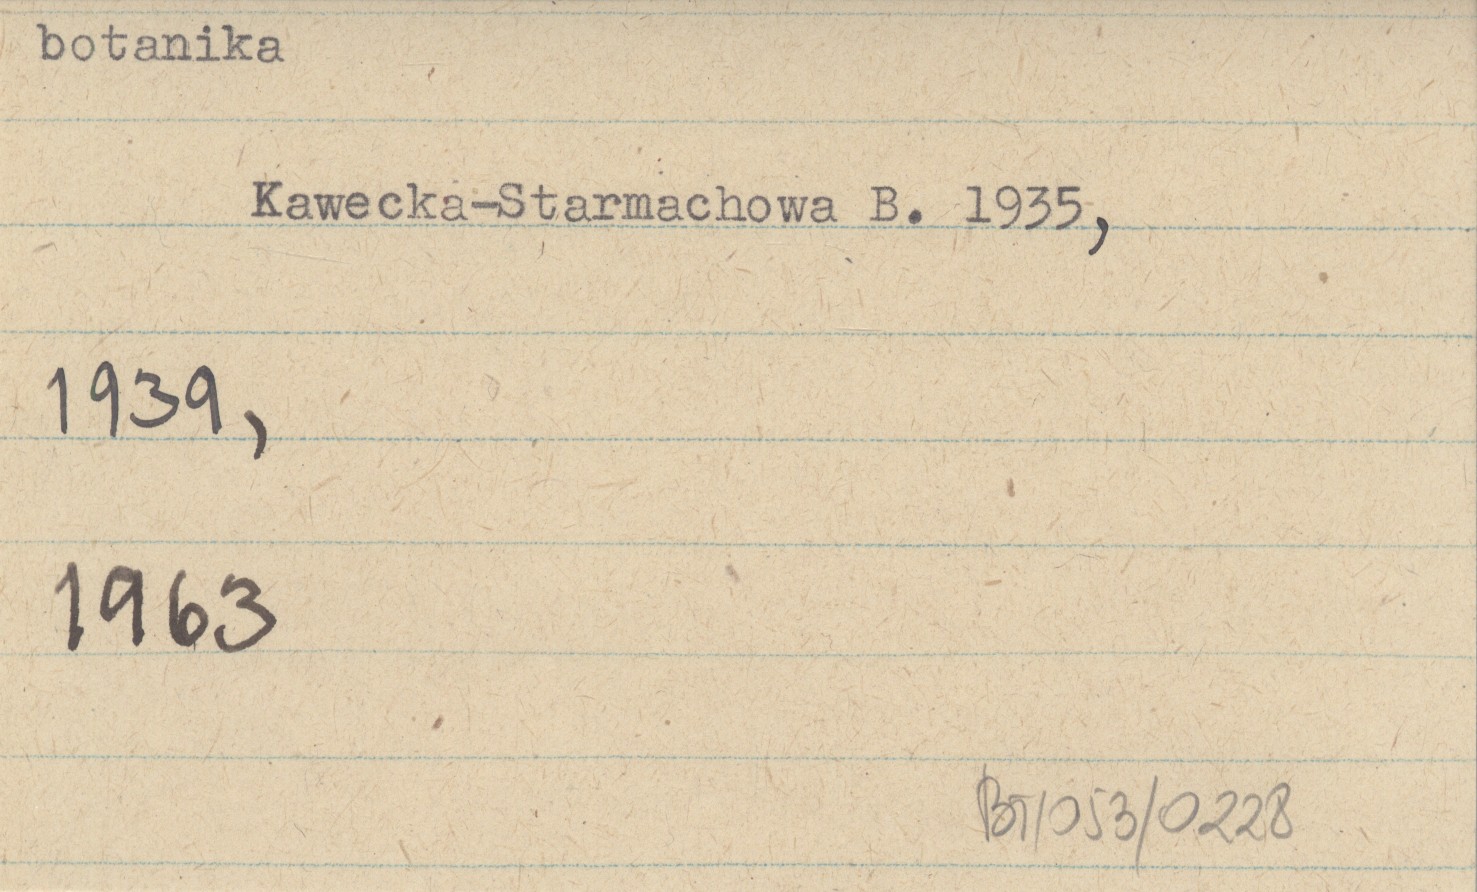 botanika
Kawecka-Starmachowa B. 1935,
1939,
1963
BT/053/0228